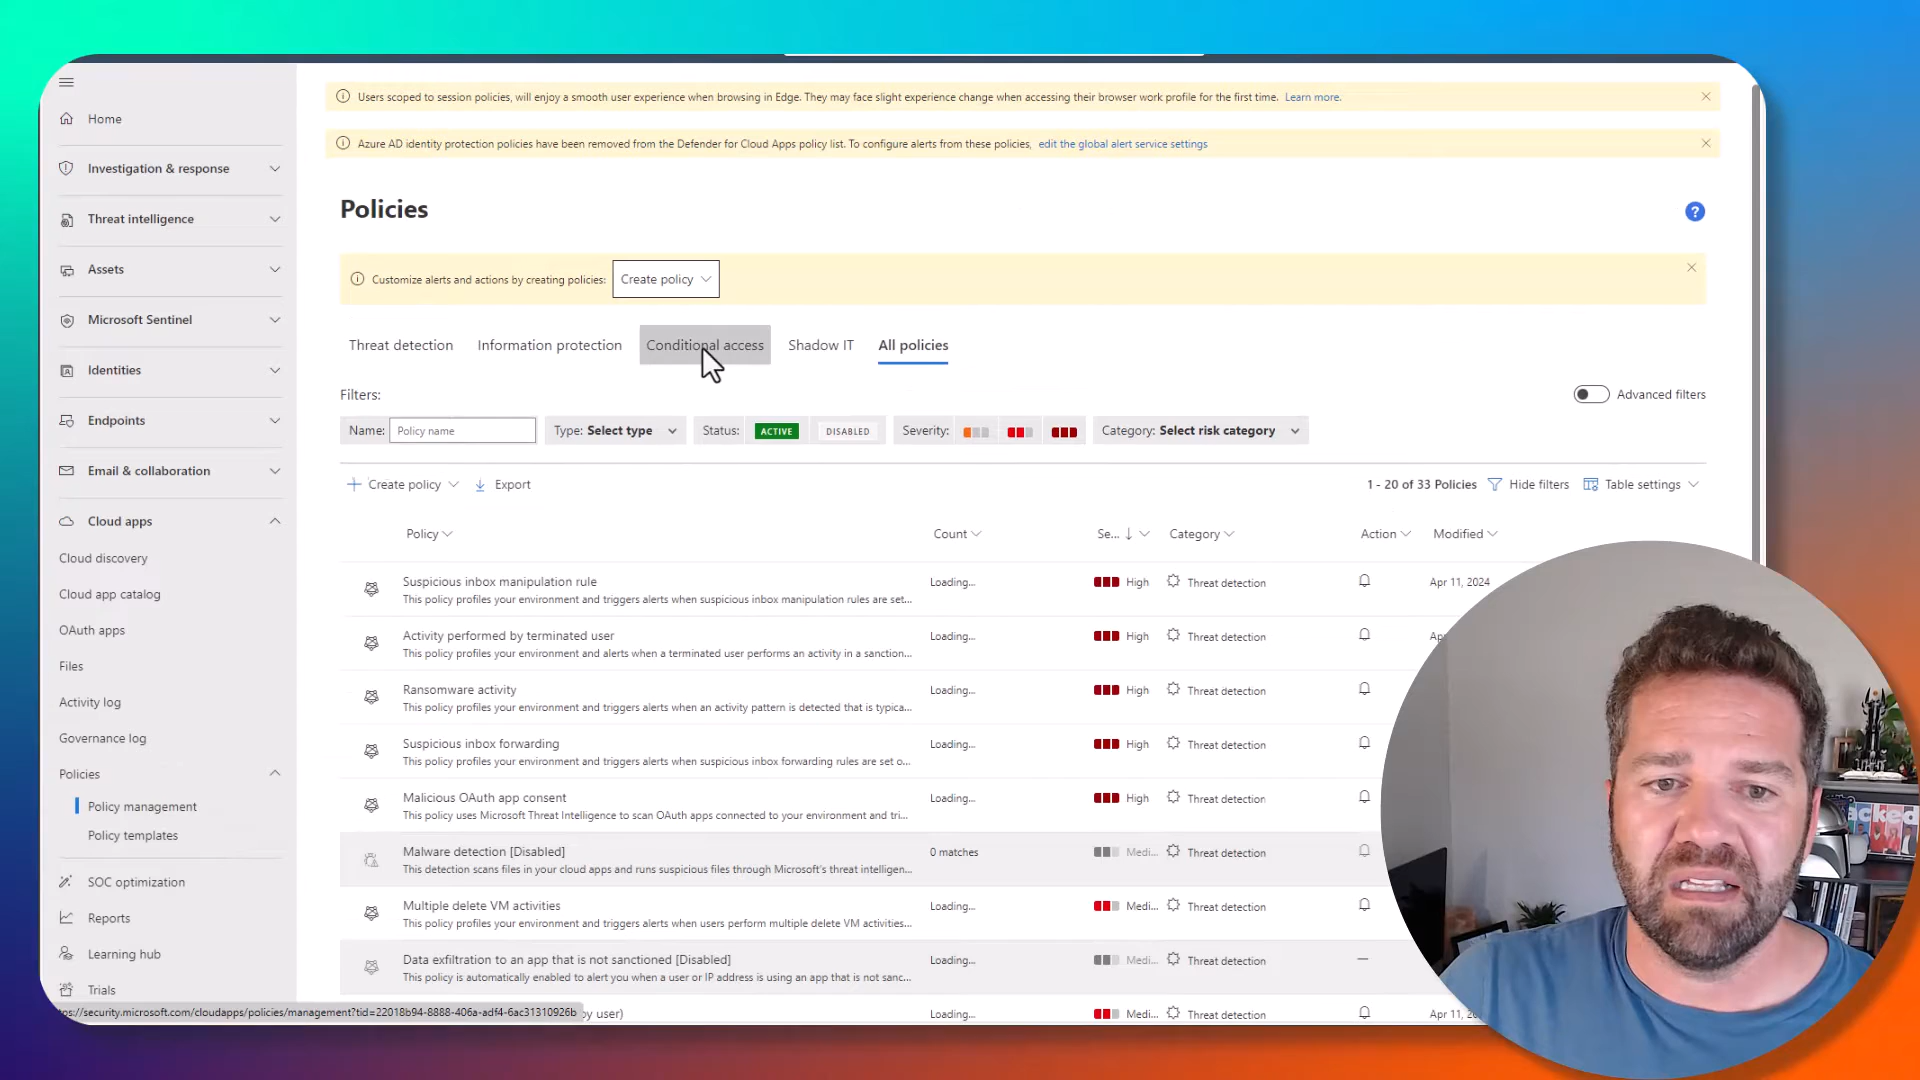 Home
Investigation & response
Threat intelligence
Assets
Microsoft Sentinel
Identities
Endpoints
Email & collaboration
Cloud apps
Cloud discovery
Cloud app catalog
OAuth apps
Files
Activity log
Governance log
Policies
Policy management
Policy templates
SOC optimization
Reports
Learning hub
Trials
tps://security.microsoft.com/cloudapps/policies/management?tid=22018b94-8888-406a-adf4-6ac31310926b
Users scoped to session policies, will enjoy a smooth user experience when browsing in Edge. They may face slight experience change when accessing their browser work profile for the first time. Learn more.
Azure AD identity protection policies have been removed from the Defender for Cloud Apps policy list. To configure alerts from these policies, edit the global alert service settings
Policies
?
Customize alerts and actions by creating policies: Create policy
Threat detection Information protection Conditional access Shadow IT All policies
Filters: Advanced filters
Name: Policy name Type: Select type Status: ACTIVE DISABLED Severity: Category: Select risk category
Create policy Export 1 - 20 of 33 Policies Hide filters Table settings
Policy Count Se... Category Action Modified
Suspicious inbox manipulation rule Loading... High Threat detection Apr 11, 2024
This policy profiles your environment and triggers alerts when suspicious inbox manipulation rules are set...
Activity performed by terminated user Loading... High Threat detection
This policy profiles your environment and alerts when a terminated user performs an activity in a sanction...
Ransomware activity Loading... High Threat detection
This policy profiles your environment and triggers alerts when an activity pattern is detected that is typica...
Suspicious inbox forwarding Loading... High Threat detection
This policy profiles your environment and triggers alerts when suspicious inbox forwarding rules are set o...
Malicious OAuth app consent Loading... High Threat detection
This policy uses Microsoft Threat Intelligence to scan OAuth apps connected to your environment and tri...
Malware detection [Disabled] 0 matches Medi... Threat detection
This detection scans files in your cloud apps and runs suspicious files through Microsoft's threat intelligen...
Multiple delete VM activities Loading... Medi... Threat detection
This policy profiles your environment and triggers alerts when users perform multiple delete VM activities...
Data exfiltration to an app that is not sanctioned [Disabled] Loading... Medi... Threat detection
This policy is automatically enabled to alert you when a user or IP address is using an app that is not sanc...
by user) Loading... Medi... Threat detection Apr 11, 2
acked